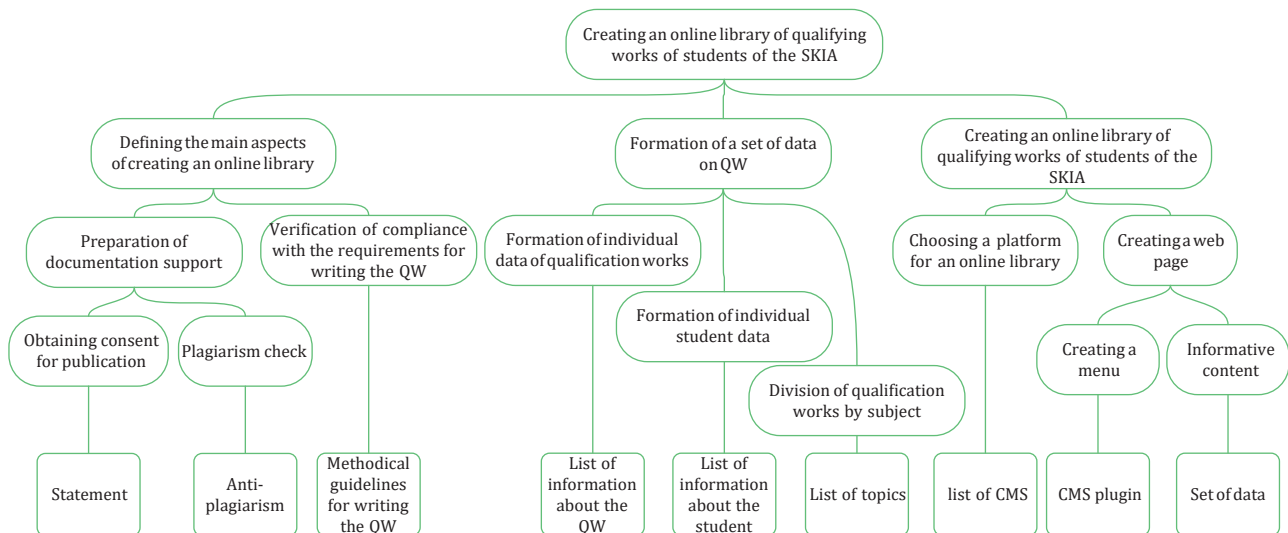 Creating an online library of qualifying
works of students of the SKIA
Defining the main aspects
of creating an online library
Formation of a set of data
on QW
Creating an online library of
qualifying works of students of the
SKIA
Preparation of
documentation support
Verification of compliance
with the requirements for
writing the QW
Formation of individual
data of qualification works
Choosing a platform
for an online library
Creating a web
page
Obtaining consent
for publication
Plagiarism check
Formation of individual
student data
Creating a
menu
Informative
content
Division of qualification
works by subject
Statement
Anti-
plagiarism
Methodical
guidelines
for writing
the QW
List of
information
about the
QW
List of
information
about the
student
List of topics
list of CMS
CMS plugin
Set of data